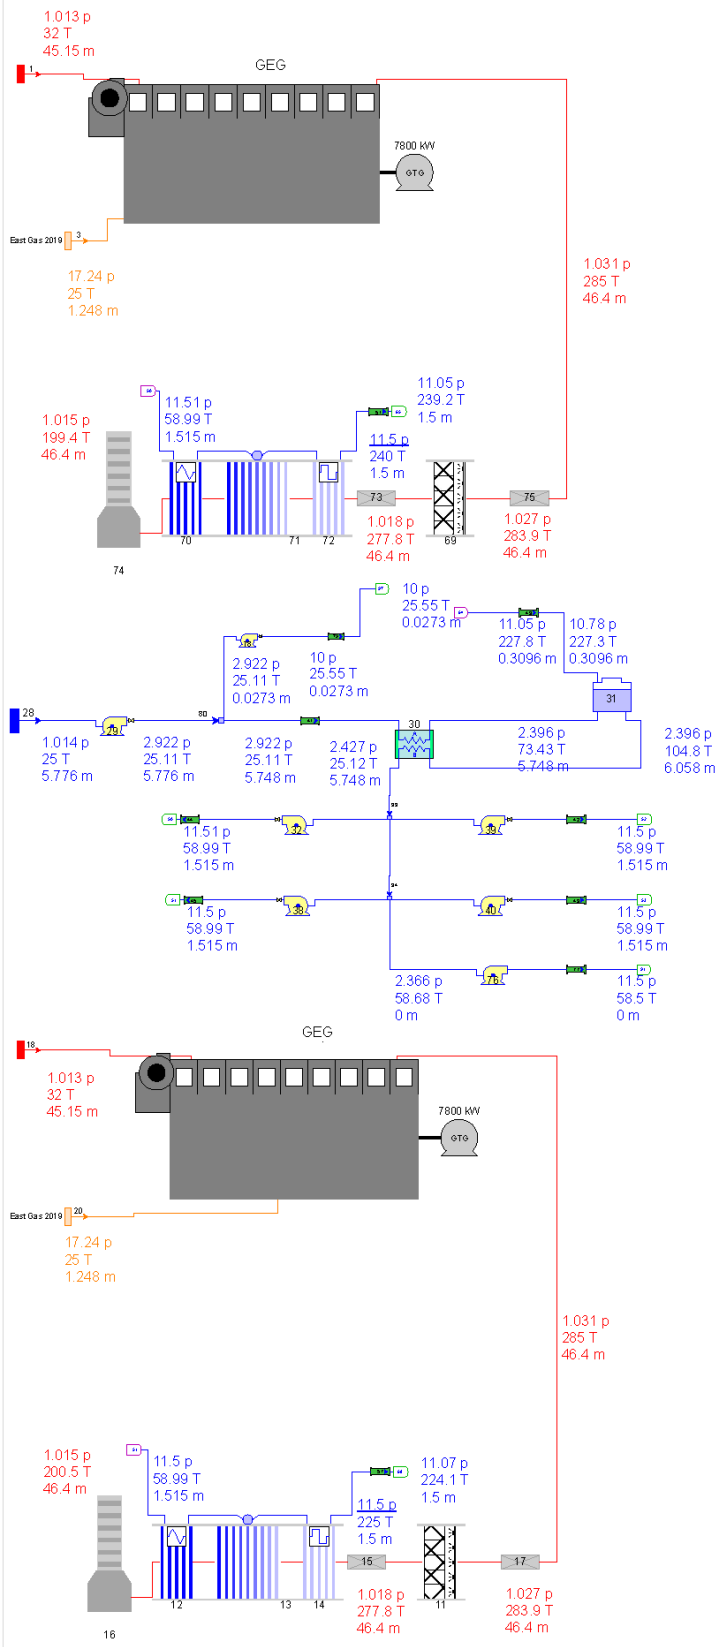 1.013 p
32 T
45.15 m
1
GEG
7800 kW
GTG
East Gas 2019
3
17.24 p
25 T
1.248 m
1.031 p
285 T
46.4 m
11.51 p
58.99 T
1.515 m
11.05 p
239.2 T
1.5 m
1.015 p
199.4 T
46.4 m
11.5 p
240 T
1.5 m
73
75
70
71
72
69
74
1.018 p
277.8 T
46.4 m
1.027 p
283.9 T
46.4 m
10 p
25.55 T
0.0273 m
11.05 p
227.8 T
0.3096 m
10.78 p
227.3 T
0.3096 m
2.922 p
25.11 T
0.0273 m
10 p
25.55 T
0.0273 m
31
28
29
30
1.014 p
25 T
5.776 m
2.922 p
25.11 T
5.776 m
2.922 p
25.11 T
5.748 m
2.427 p
25.12 T
5.748 m
2.396 p
73.43 T
5.748 m
2.396 p
104.8 T
6.058 m
32
39
11.51 p
58.99 T
1.515 m
11.5 p
58.99 T
1.515 m
38
40
11.5 p
58.99 T
1.515 m
11.5 p
58.99 T
1.515 m
76
2.366 p
58.68 T
0 m
11.5 p
58.5 T
0 m
GEG
18
1.013 p
32 T
45.15 m
7800 kW
GTG
East Gas 2019
20
17.24 p
25 T
1.248 m
1.031 p
285 T
46.4 m
1.015 p
200.5 T
46.4 m
11.5 p
58.99 T
1.515 m
11.07 p
224.1 T
1.5 m
11.5 p
225 T
1.5 m
15
17
12
13
14
11
16
1.018 p
277.8 T
46.4 m
1.027 p
283.9 T
46.4 m